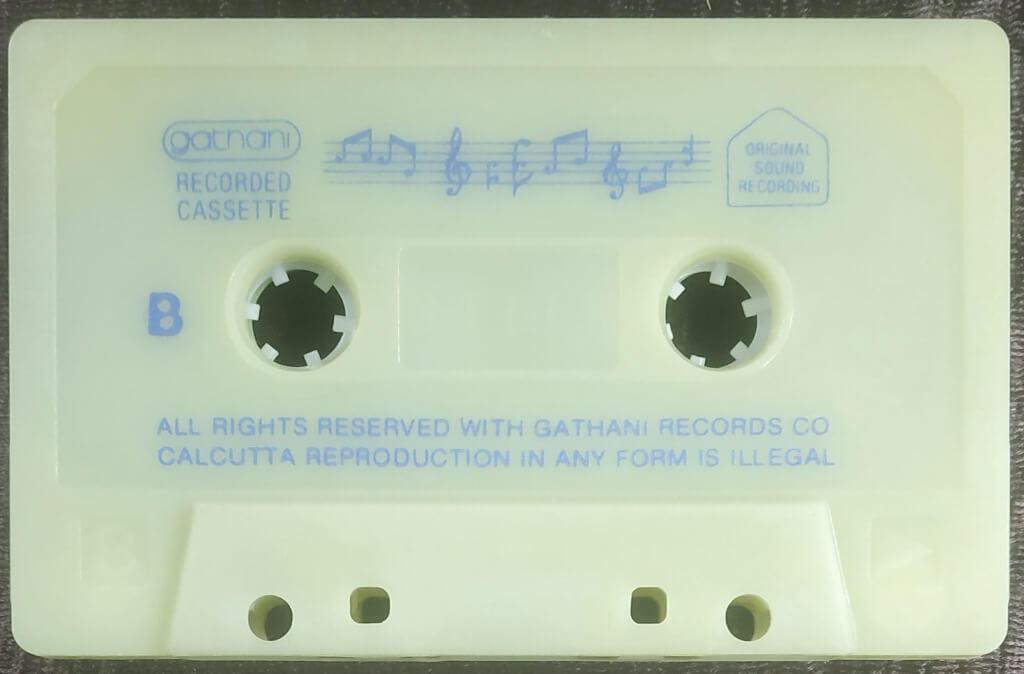 gathani
RECORDED
CASSETTE
ORIGINAL
SOUND
RECORDING
B
ALL RIGHTS RESERVED WITH GATHANI RECORDS CO
CALCUTTA REPRODUCTION IN ANY FORM IS ILLEGAL
B